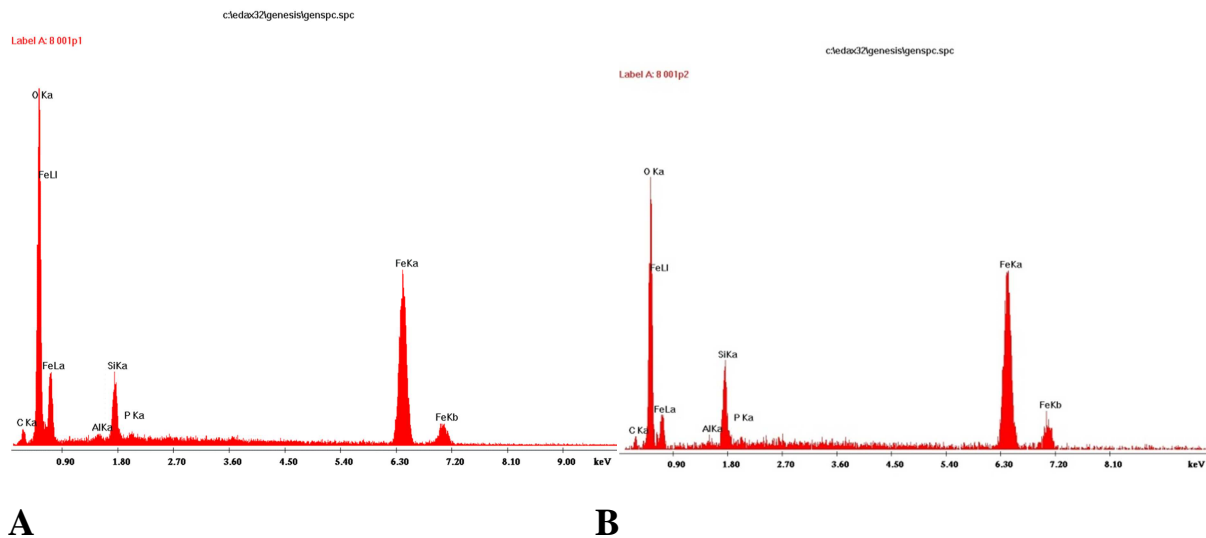 c:\edax32\genesis\genspc.spc
Label A: 8 001p1
O Ka
FeLl
FeLa
C Ka
AlKa
SiKa
P Ka
FeKa
FeKb
0.90 1.80 2.70 3.60 4.50 5.40 6.30 7.20 8.10 9.00 keV
A
c:\edax32\genesis\genspc.spc
Label A: 8 001p2
O Ka
FeLl
FeLa
C Ka
AlKa
SiKa
P Ka
FeKa
FeKb
0.90 1.80 2.70 3.60 4.50 5.40 6.30 7.20 8.10 keV
B